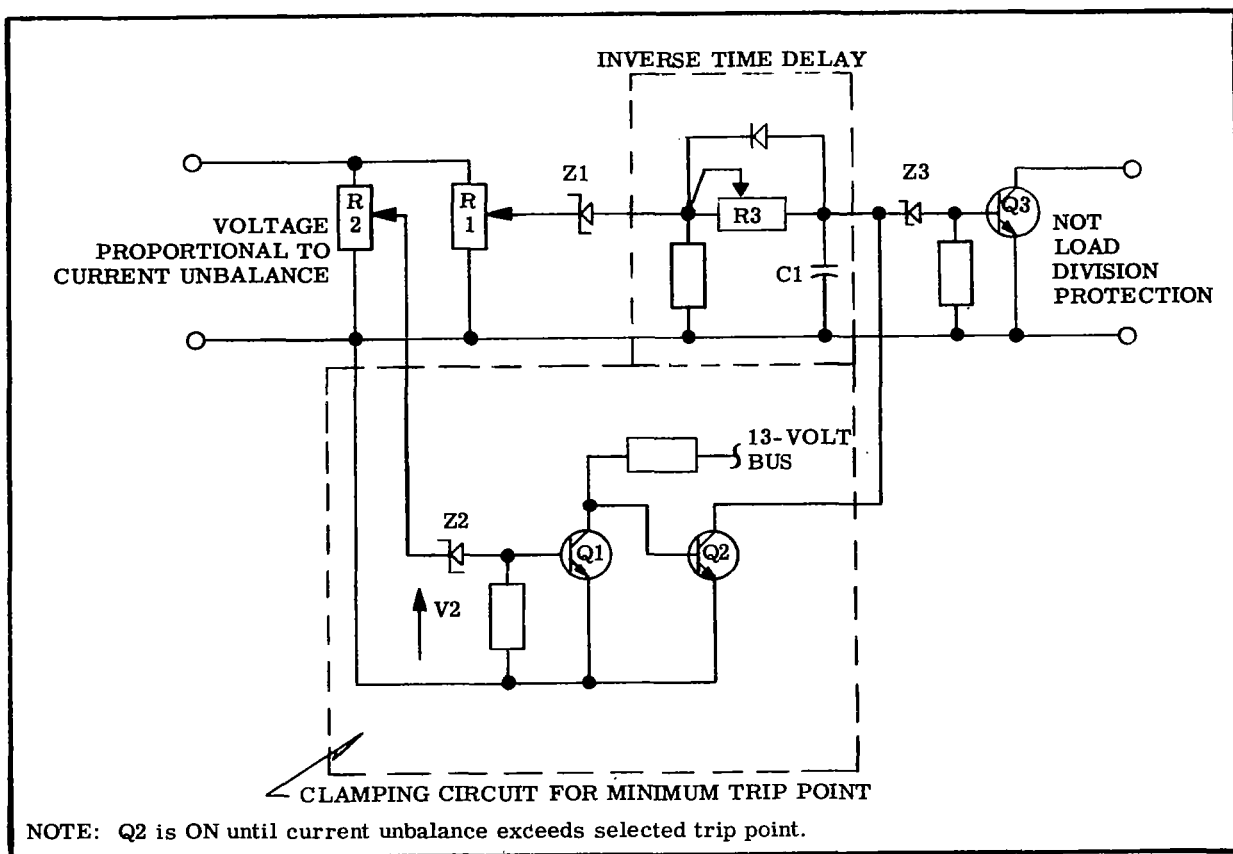 INVERSE TIME DELAY
Z1
Z3
R
2
R
1
R3
Q3
VOLTAGE
PROPORTIONAL TO
CURRENT UNBALANCE
C1
NOT
LOAD
DIVISION
PROTECTION
13-VOLT
BUS
Z2
Q1
Q2
V2
CLAMPING CIRCUIT FOR MINIMUM TRIP POINT
NOTE: Q2 is ON until current unbalance exceeds selected trip point.